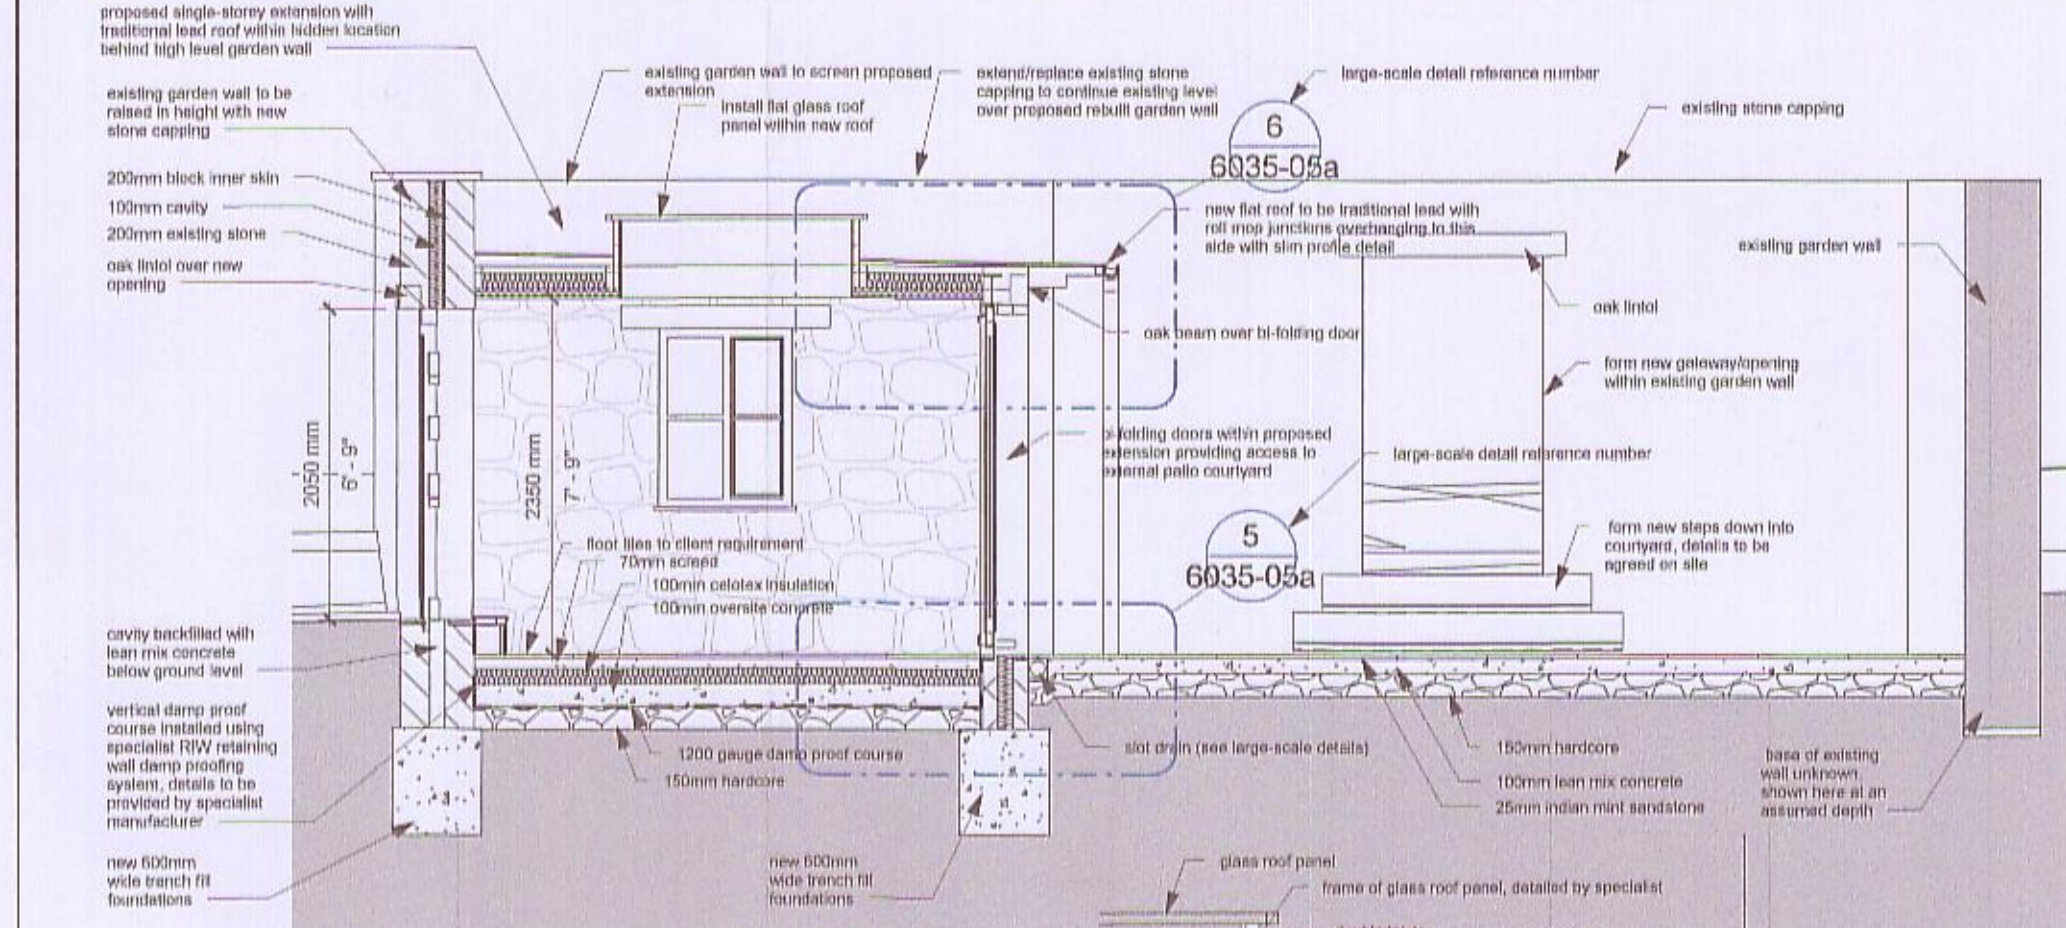 proposed single-storey extension with
traditional lead roof within hidden location
behind high level garden wall
existing garden wall to be
raised in height with new
stone capping
200mm block inner skin
100mm cavity
200mm existing stone
oak lintol over new
opening
existing garden wall to screen proposed
extension
install flat glass roof
panel within new roof
extend/replace existing stone
capping to continue existing level
over proposed rebuilt garden wall
large-scale detail reference number
6
6035-05a
existing stone capping
new flat roof to be traditional lead with
roll mop junctions overhanging to this
side with slim profile detail
existing garden wall
oak lintol
oak beam over bi-folding door
form new gateway/opening
within existing garden wall
2050 mm
6' - 9"
2350 mm
7' - 9"
bi-folding doors within proposed
extension providing access to
external patio courtyard
large-scale detail reference number
5
6035-05a
form new steps down into
courtyard, details to be
agreed on site
floor tiles to client requirement
70mm screed
100mm celotex insulation
100mm oversite concrete
cavity backfilled with
lean mix concrete
below ground level
vertical damp proof
course installed using
specialist RIW retaining
wall damp proofing
system, details to be
provided by specialist
manufacturer
new 600mm
wide trench fill
foundations
1200 gauge damp proof course
150mm hardcore
new 600mm
wide trench fill
foundations
slot drain (see large-scale details)
150mm hardcore
100mm lean mix concrete
25mm indian mint sandstone
base of existing
wall unknown,
shown here at an
assumed depth
glass roof panel
frame of glass roof panel, detailed by specialist